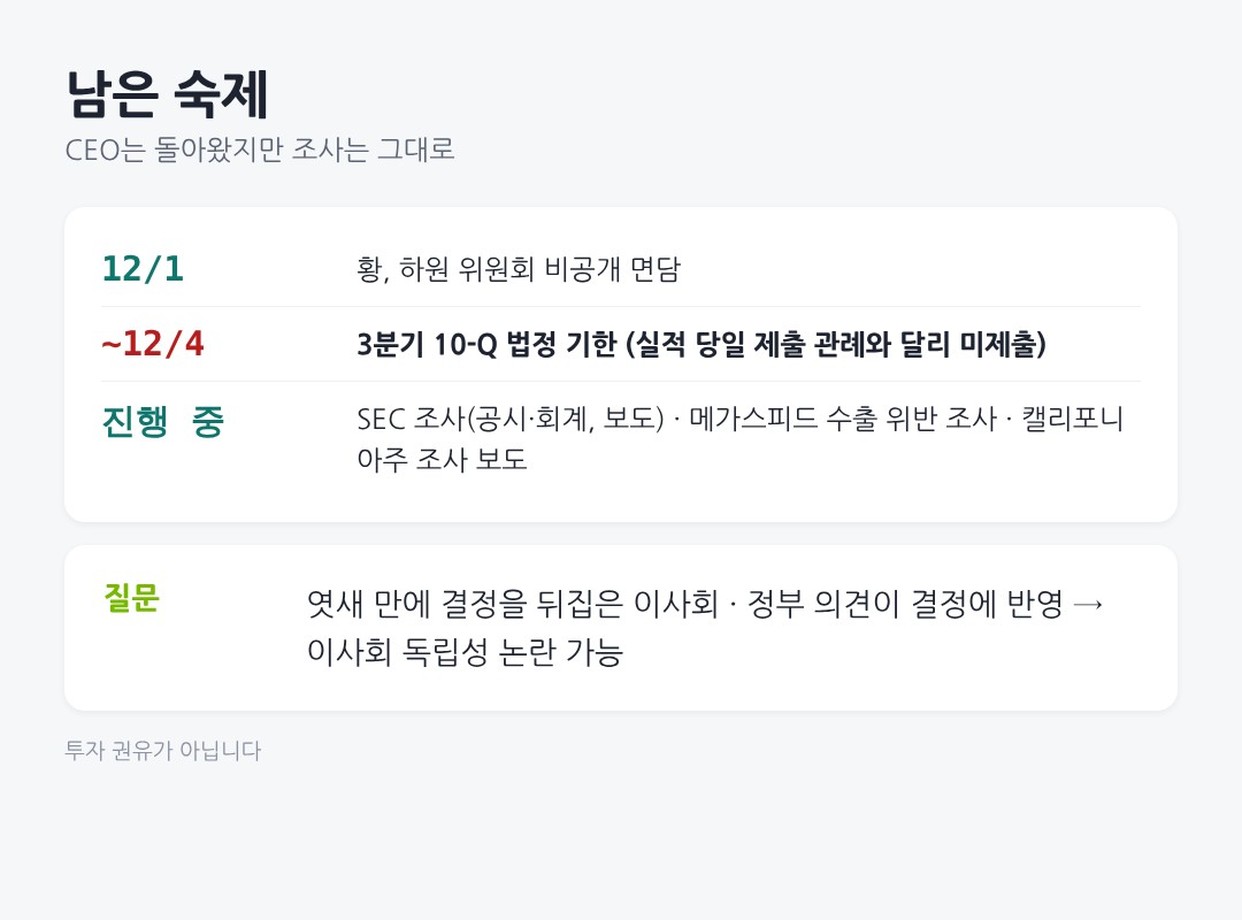 남은 숙제
CEO는 돌아왔지만 조사는 그대로
12/1 황, 하원 위원회 비공개 면담
~12/4 3분기 10-Q 법정 기한 (실적 당일 제출 관례와 달리 미제출)
진행 중 SEC 조사(공시·회계, 보도) · 메가스피드 수출 위반 조사 · 캘리포니
아주 조사 보도
질문 엿새 만에 결정을 뒤집은 이사회 · 정부 의견이 결정에 반영 →
이사회 독립성 논란 가능
투자 권유가 아닙니다